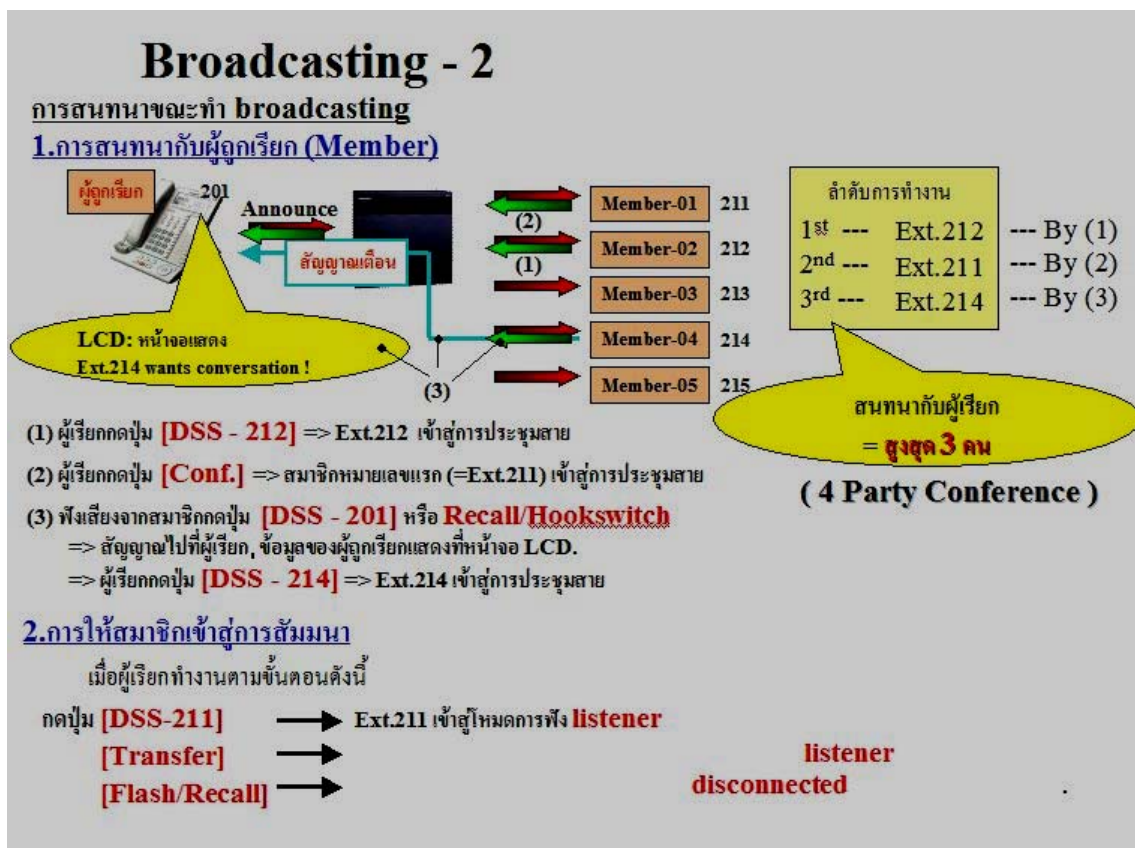 Broadcasting - 2
การสนทนาขณะทำ broadcasting
1.การสนทนากับผู้ถูกเรียก (Member)
ผู้ถูกเรียก
201
Announce
สัญญาณเตือน
LCD: หน้าจอแสดง
Ext.214 wants conversation !
(2)
(1)
(3)
Member-01 211
Member-02 212
Member-03 213
Member-04 214
Member-05 215
ลำดับการทำงาน
1st --- Ext.212 --- By (1)
2nd --- Ext.211 --- By (2)
3rd --- Ext.214 --- By (3)
สนทนากับผู้เรียก
= สูงสุด 3 คน
( 4 Party Conference )
(1) ผู้เรียกกดปุ่ม [DSS - 212] => Ext.212 เข้าสู่การประชุมสาย
(2) ผู้เรียกกดปุ่ม [Conf.] => สมาชิกหมายเลขแรก (=Ext.211) เข้าสู่การประชุมสาย
(3) ฟังเสียงจากสมาชิกกดปุ่ม [DSS - 201] หรือ Recall/Hookswitch
=> สัญญาณไปที่ผู้เรียก, ข้อมูลของผู้ถูกเรียกแสดงที่หน้าจอ LCD.
=> ผู้เรียกกดปุ่ม [DSS - 214] => Ext.214 เข้าสู่การประชุมสาย
2.การให้สมาชิกเข้าสู่การสัมมนา
เมื่อผู้เรียกทำงานตามขั้นตอนดังนี้
กดปุ่ม [DSS-211] Ext.211 เข้าสู่โหมดการฟัง listener
[Transfer] listener
[Flash/Recall] disconnected .